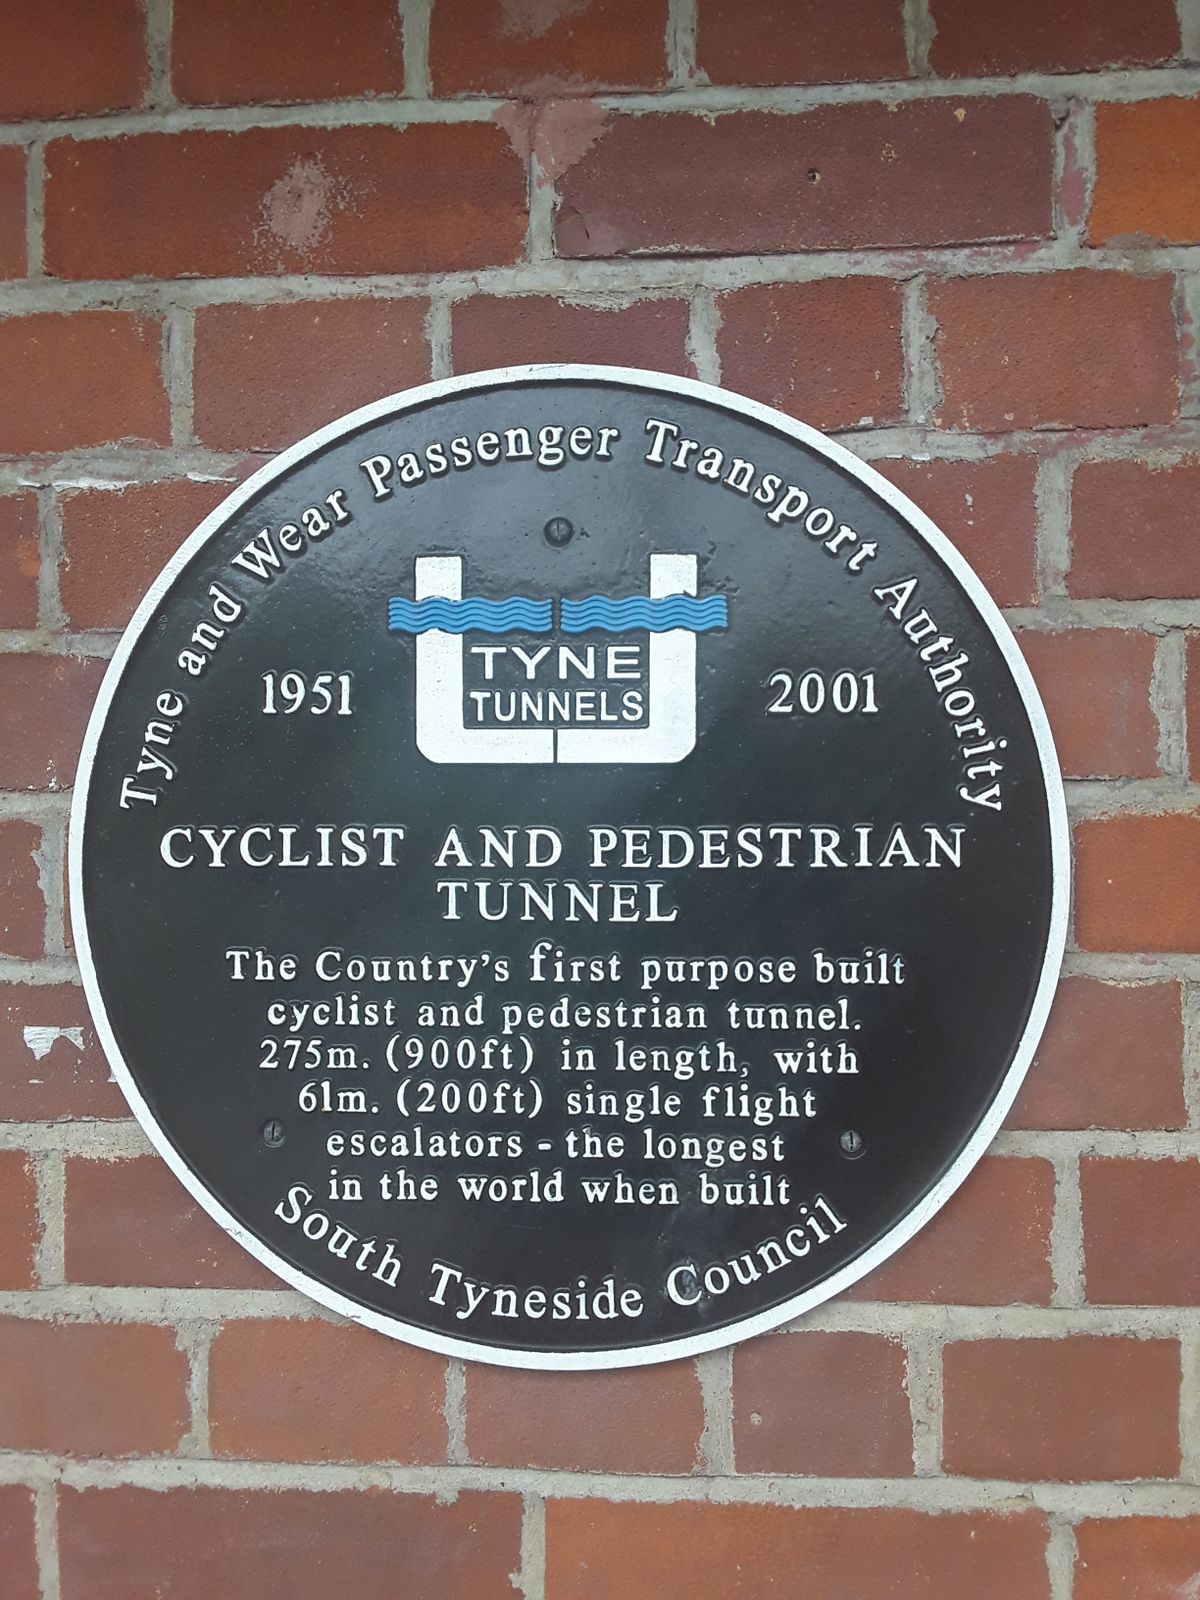 Tyne and Wear Passenger Transport Authority
1951
TYNE
TUNNELS
2001
CYCLIST AND PEDESTRIAN
TUNNEL
The Country's first purpose built
cyclist and pedestrian tunnel.
275m. (900ft) in length, with
61m. (200ft) single flight
escalators - the longest
in the world when built
South Tyneside Council